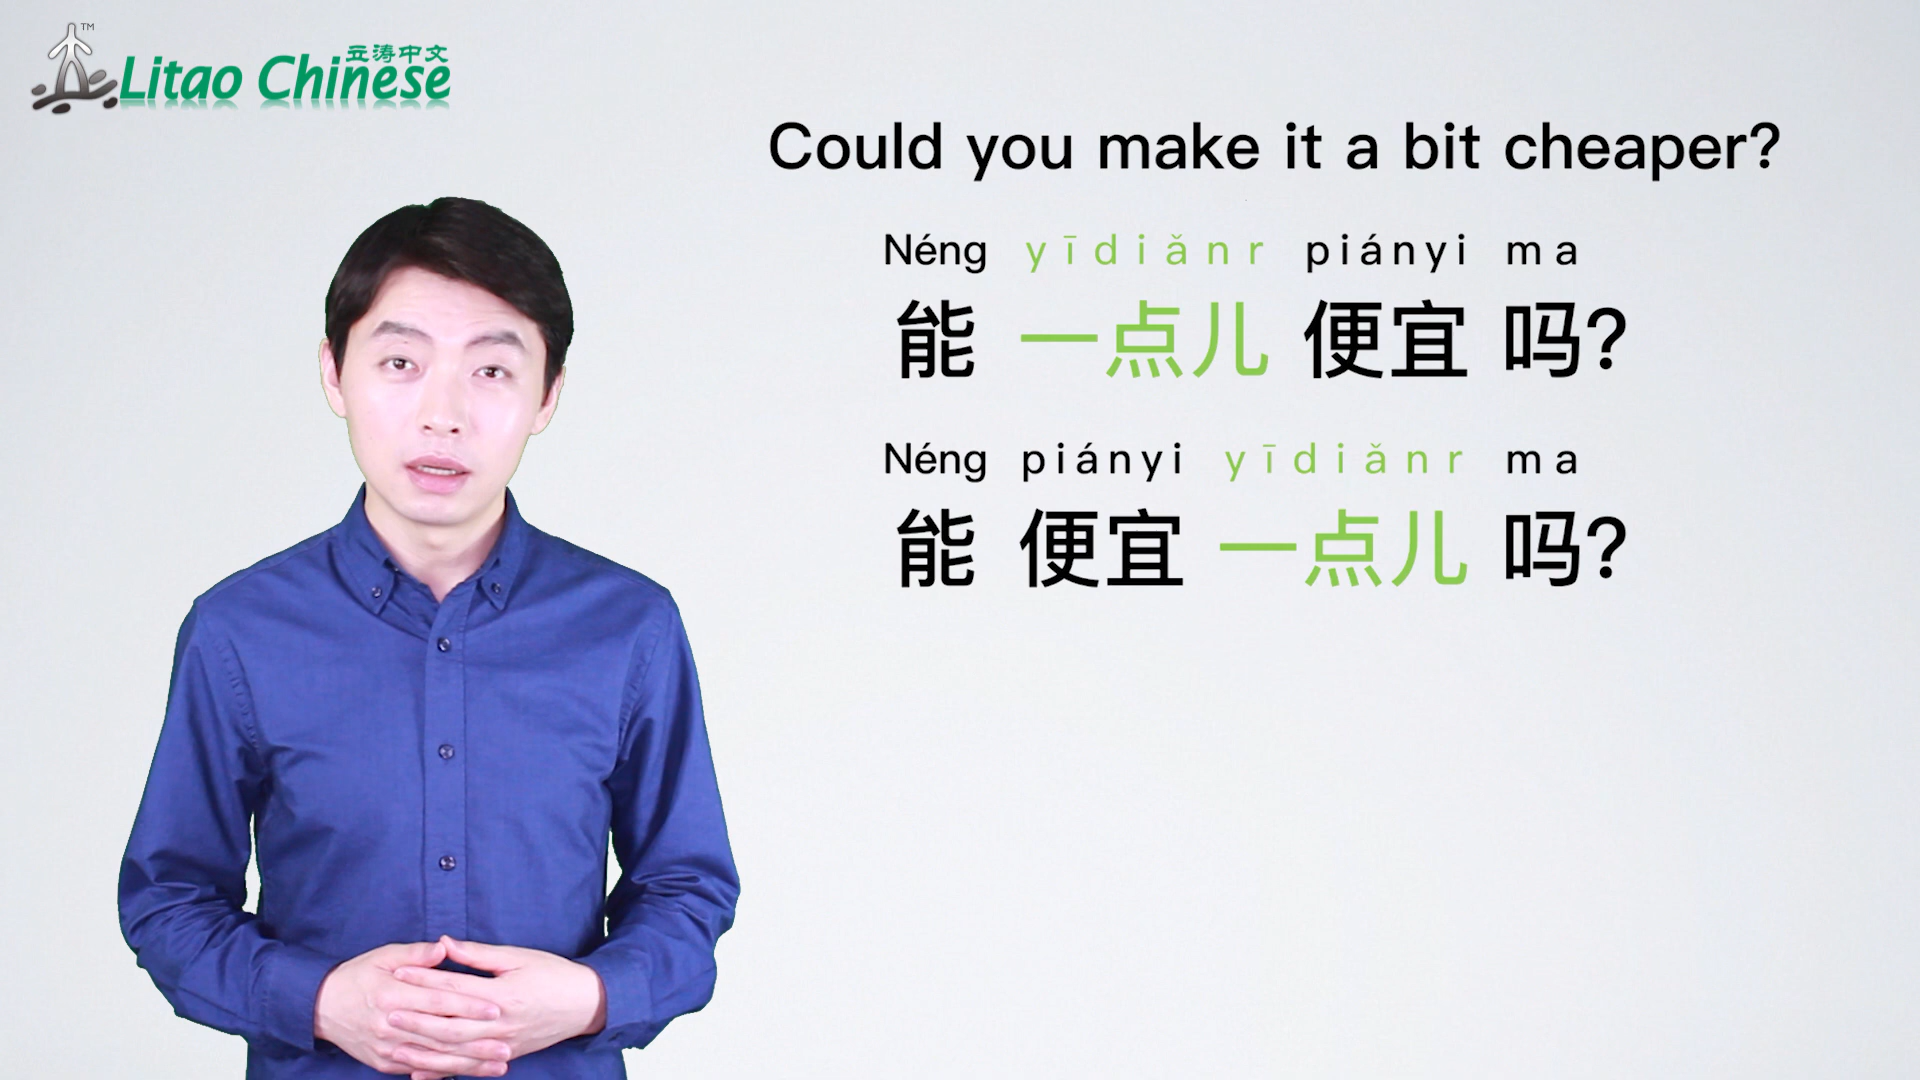 TM
立涛中文
Litao Chinese
Could you make it a bit cheaper?
Néng yīdiǎnr piányi ma
能 一点儿 便宜 吗?
Néng piányi yīdiǎnr ma
能 便宜 一点儿 吗?